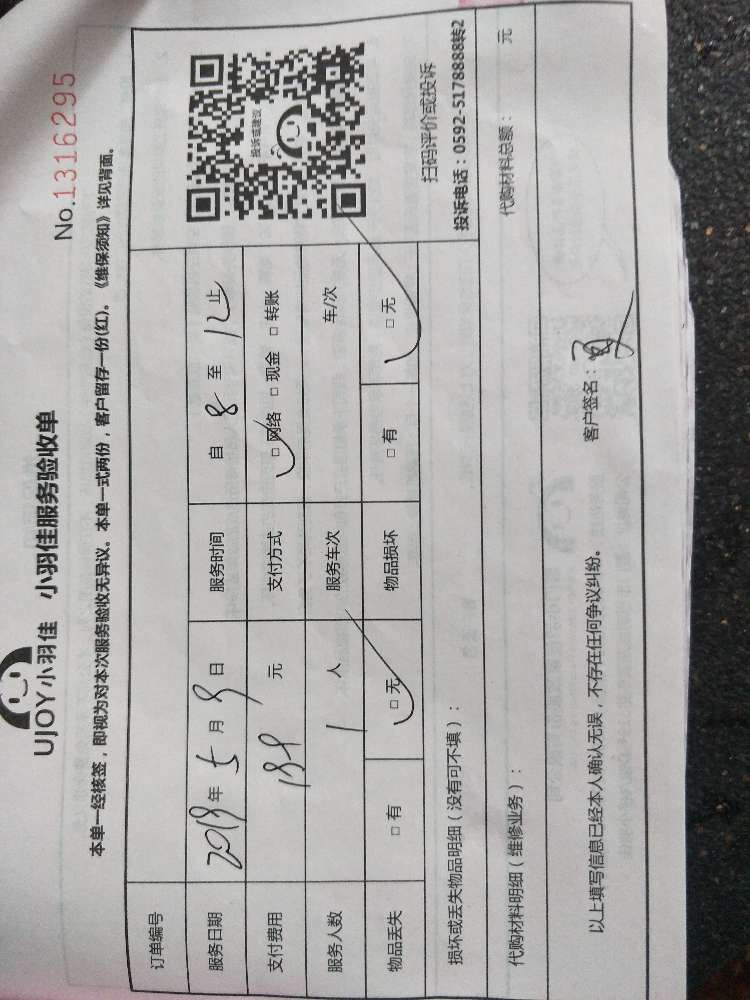 UJOY小羽佳 小羽佳服务验收单
No.1316295
本单一经核签，即视为对本次服务验收无异议。本单一式两份，客户留存一份(红)。《维保须知》详见背面。
订单编号
服务日期 2019 年 5 月 9 日 服务时间 自 8 至 12 止
支付费用 元 支付方式 □ 网络 □ 现金 □ 转账
服务人数 1 人 服务车次 车/次
物品丢失 □ 有 □ 无 物品损坏 □ 有 □ 无
投诉或建议
扫码评价或投诉
投诉电话：0592-5178888转2
损坏或丢失物品明细（没有可不填）：
代购材料明细（维修业务）： 代购材料总额： 元
以上填写信息已经本人确认无误，不存在任何争议纠纷。 客户签名：